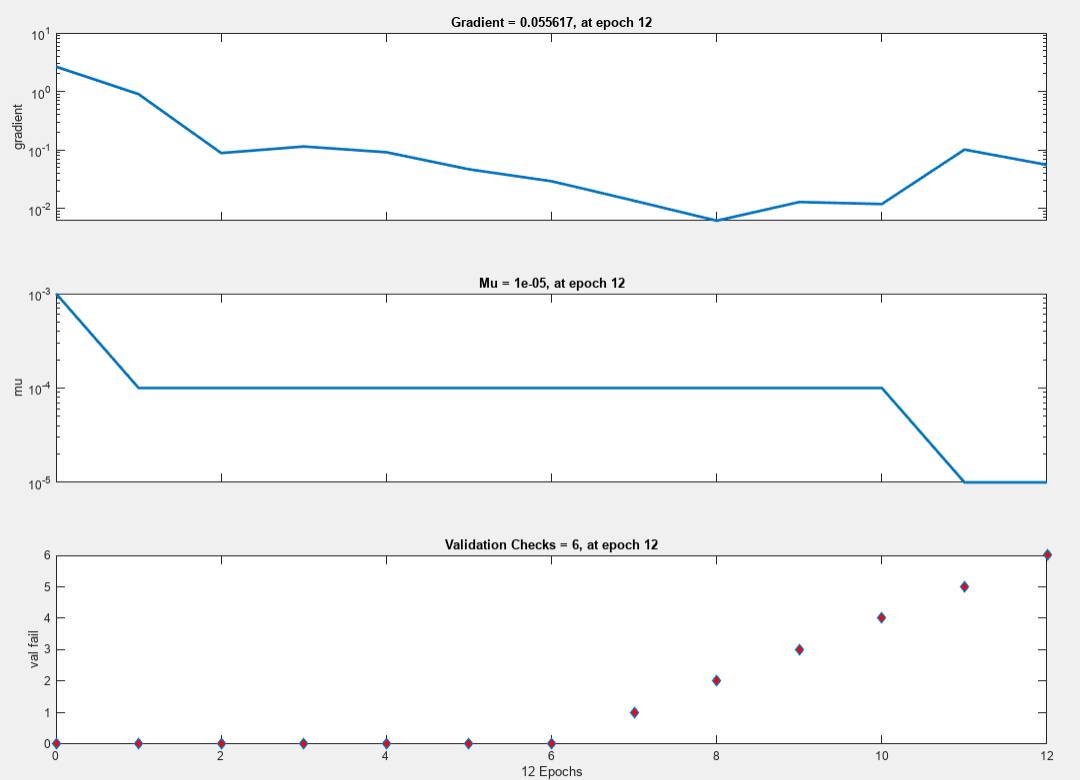 Gradient = 0.055617, at epoch 12
10^1
10^0
10^-1
10^-2
gradient
Mu = 1e-05, at epoch 12
10^-3
10^-4
10^-5
mu
Validation Checks = 6, at epoch 12
6
5
4
3
2
1
0
val fail
0 2 4 6 8 10 12
12 Epochs